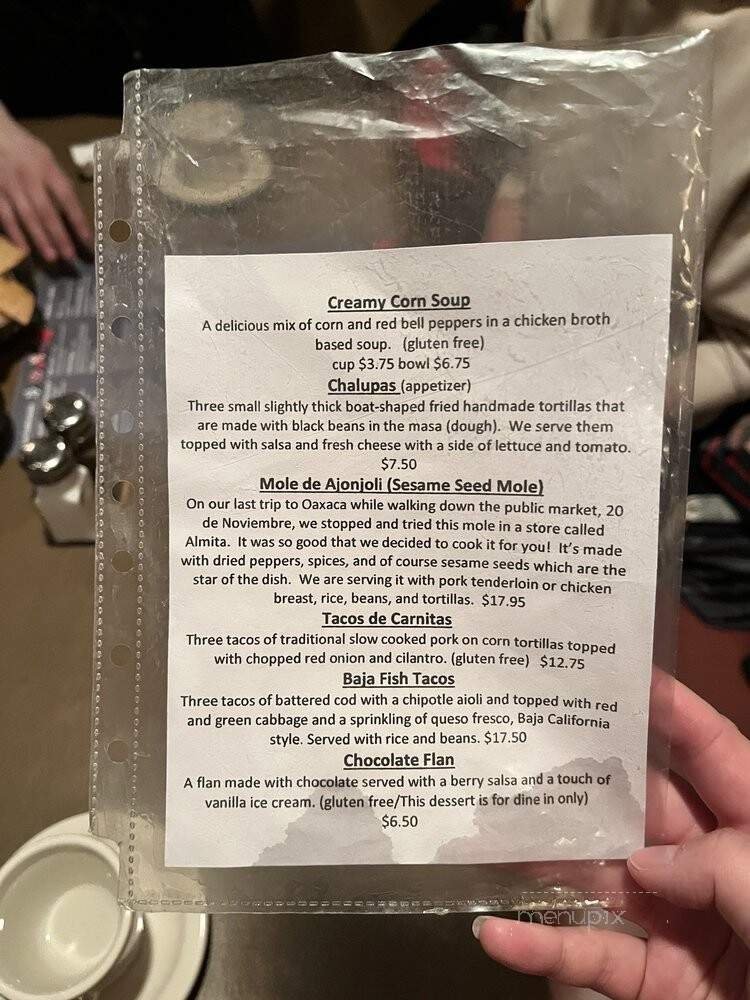 Creamy Corn Soup
A delicious mix of corn and red bell peppers in a chicken broth
based soup. (gluten free)
cup $3.75 bowl $6.75
Chalupas (appetizer)
Three small slightly thick boat-shaped fried handmade tortillas that
are made with black beans in the masa (dough). We serve them
topped with salsa and fresh cheese with a side of lettuce and tomato.
$7.50
Mole de Ajonjoli (Sesame Seed Mole)
On our last trip to Oaxaca while walking down the public market, 20
de Noviembre, we stopped and tried this mole in a store called
Almita. It was so good that we decided to cook it for you! It's made
with dried peppers, spices, and of course sesame seeds which are the
star of the dish. We are serving it with pork tenderloin or chicken
breast, rice, beans, and tortillas. $17.95
Tacos de Carnitas
Three tacos of traditional slow cooked pork on corn tortillas topped
with chopped red onion and cilantro. (gluten free) $12.75
Baja Fish Tacos
Three tacos of battered cod with a chipotle aioli and topped with red
and green cabbage and a sprinkling of queso fresco, Baja California
style. Served with rice and beans. $17.50
Chocolate Flan
A flan made with chocolate served with a berry salsa and a touch of
vanilla ice cream. (gluten free/This dessert is for dine in only)
$6.50
menupix